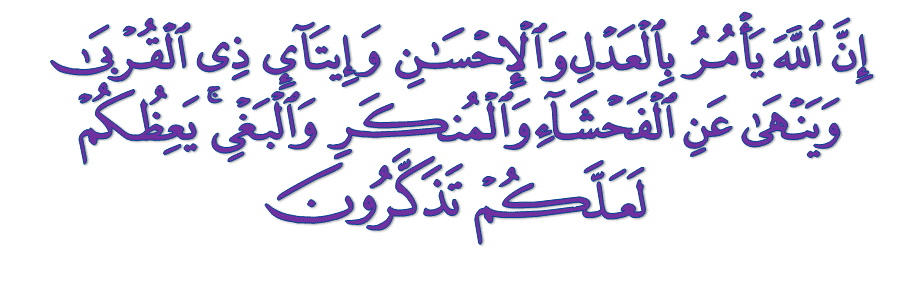 إِنَّ ٱللَّهَ يَأْمُرُ بِٱلْعَدْلِ وَٱلْإِحْسَٰنِ وَإِيتَآيِٕ ذِى ٱلْقُرْبَىٰ
وَيَنْهَىٰ عَنِ ٱلْفَحْشَآءِ وَٱلْمُنكَرِ وَٱلْبَغْىِ ۚ يَعِظُكُمْ
لَعَلَّكُمْ تَذَكَّرُونَ